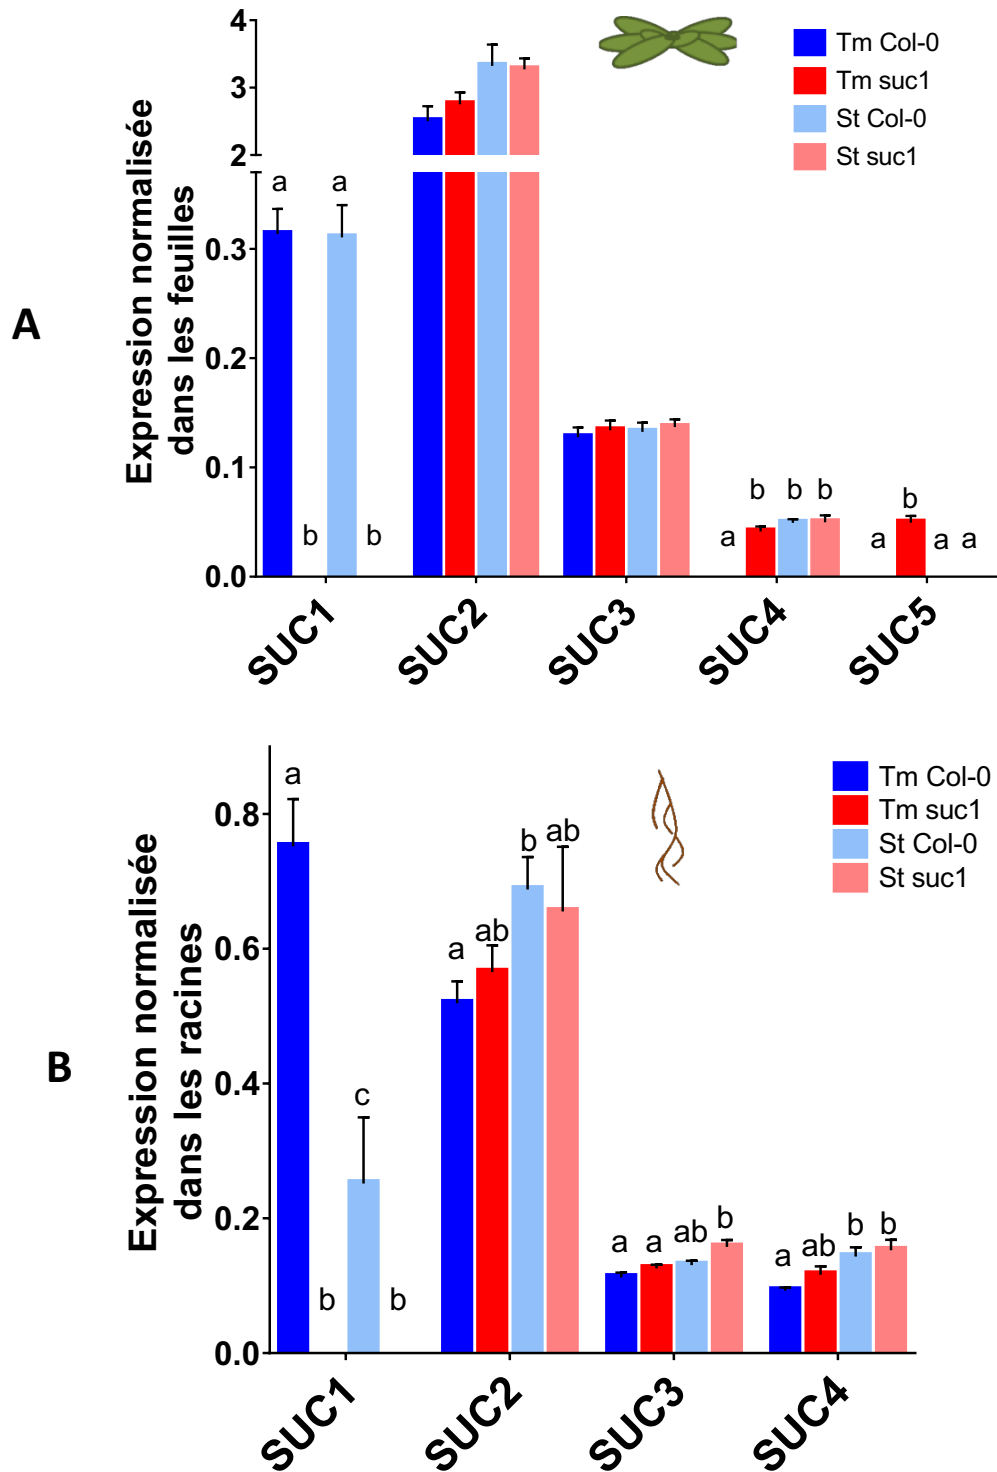 A
Expression normalisée
dans les feuilles
4
3
2
0.3
0.2
0.1
0.0
Tm Col-0
Tm suc1
St Col-0
St suc1
a
b
a
b
a
b
b
b
a
b
a
a
SUC1
SUC2
SUC3
SUC4
SUC5
B
Expression normalisée
dans les racines
0.8
0.6
0.4
0.2
0.0
Tm Col-0
Tm suc1
St Col-0
St suc1
a
b
c
b
a
ab
b
ab
a
a
ab
b
a
ab
b
b
SUC1
SUC2
SUC3
SUC4